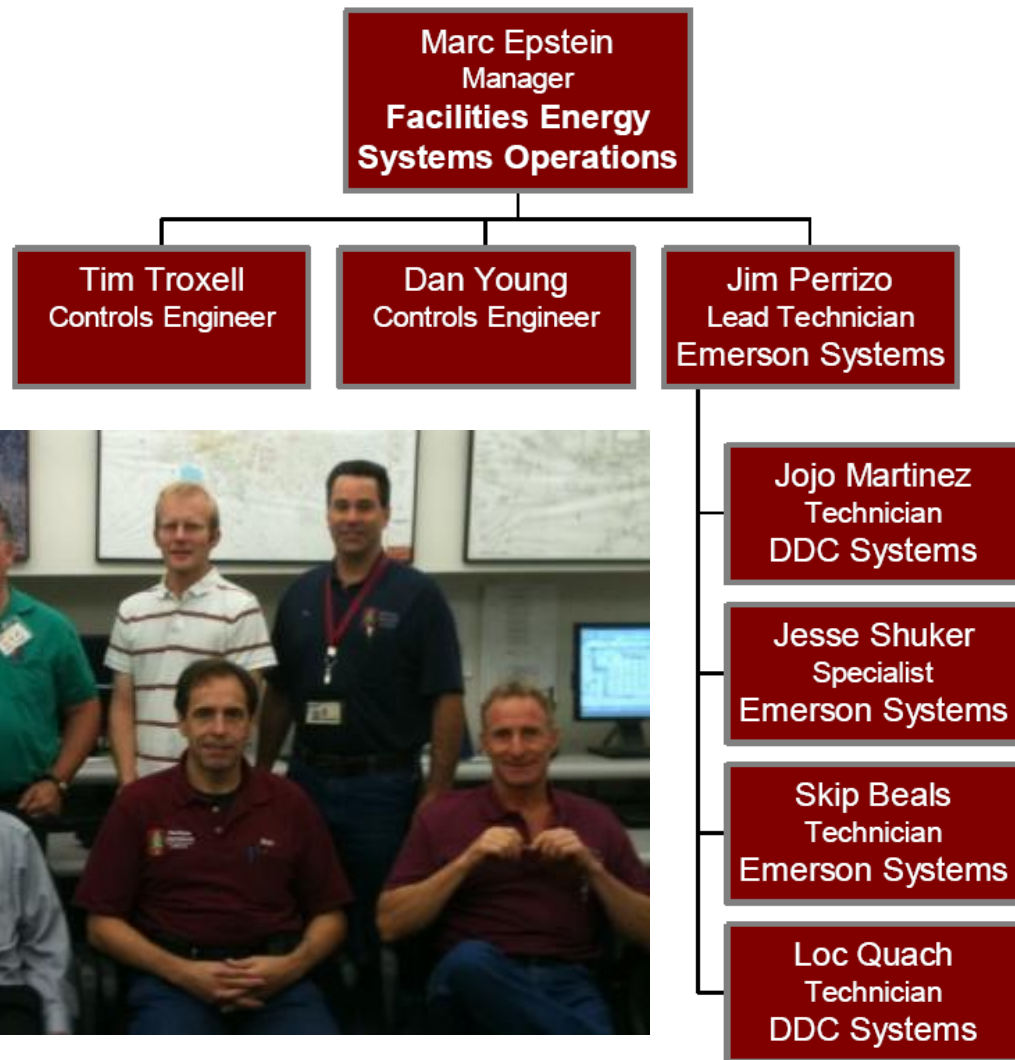 Marc Epstein
Manager
Facilities Energy
Systems Operations
Tim Troxell
Controls Engineer
Dan Young
Controls Engineer
Jim Perrizo
Lead Technician
Emerson Systems
Jojo Martinez
Technician
DDC Systems
Jesse Shuker
Specialist
Emerson Systems
Skip Beals
Technician
Emerson Systems
Loc Quach
Technician
DDC Systems